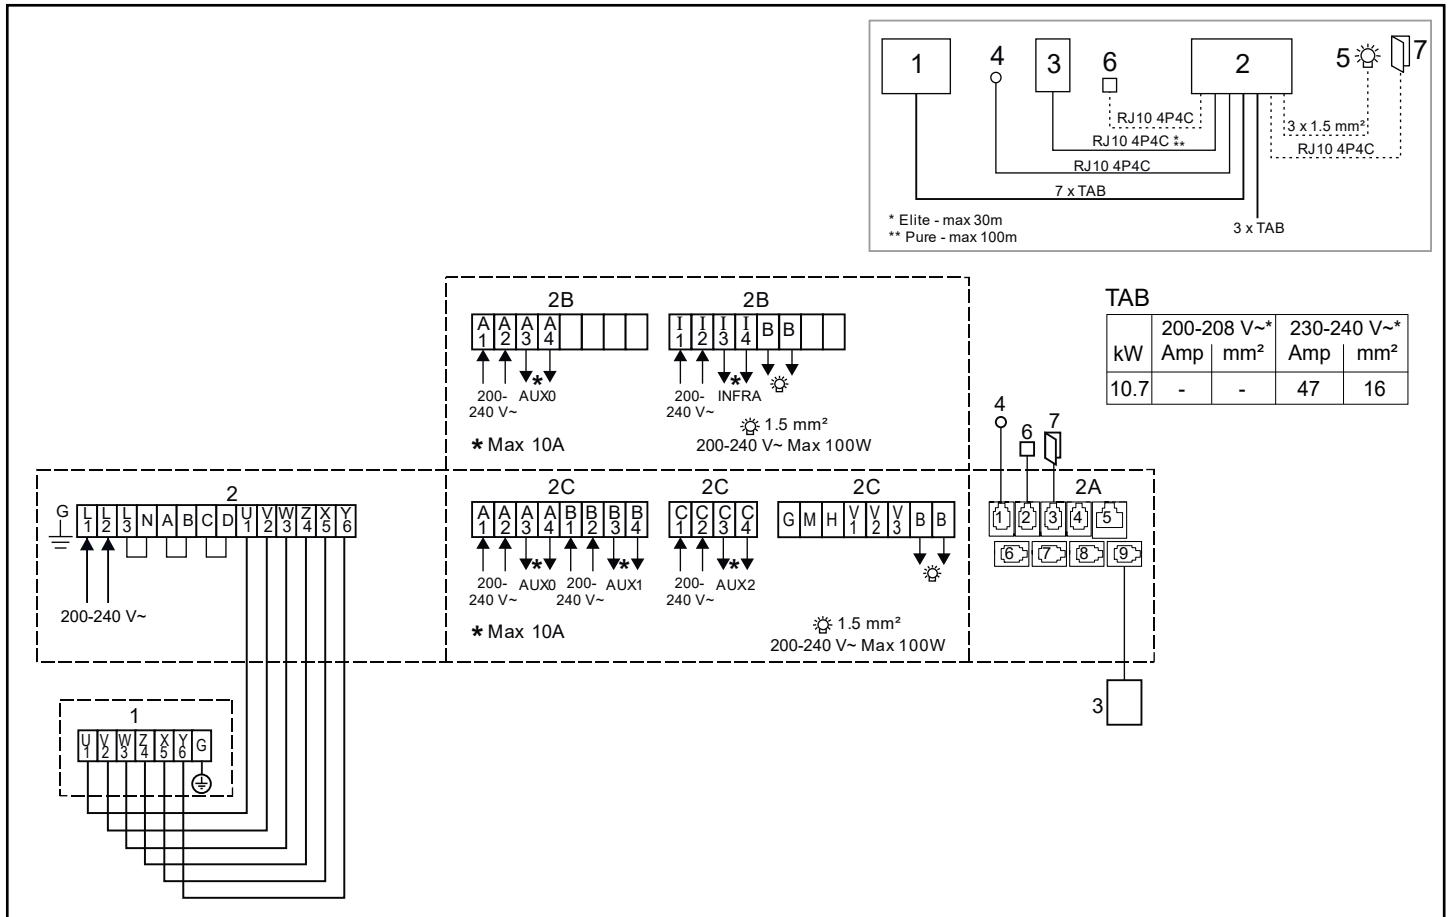 1 4 3 6 2 5 7
RJ10 4P4C
3 x 1.5 mm²
RJ10 4P4C * **
RJ10 4P4C
RJ10 4P4C
7 x TAB
* Elite - max 30m
** Pure - max 100m
3 x TAB
TAB
200-208 V~* 230-240 V~*
kW Amp mm² Amp mm²
10.7 - - 47 16
2B
A1 A2 A3 A4
200-240 V~
* AUX0
* Max 10A
2B
I1 I2 I3 I4 B B
200-240 V~
* INFRA
1.5 mm²
200-240 V~ Max 100W
2
G L1 L2 L3 N A B C D U1 V2 W3 Z4 X5 Y6
200-240 V~
2C
A1 A2 A3 A4 B1 B2 B3 B4
200-240 V~
* AUX0
200-240 V~
* AUX1
* Max 10A
2C
C1 C2 C3 C4
200-240 V~
* AUX2
2C
G M H V1 V2 V3 B B
1.5 mm²
200-240 V~ Max 100W
4 6 7
2A
1 2 3 4 5
6 7 8 9
3
1
U1 V2 W3 Z4 X5 Y6 G